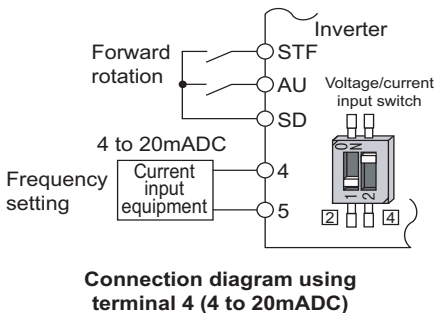 Inverter
Forward
rotation
STF
AU
SD
Voltage/current
input switch
4 to 20mADC
Frequency
setting
Current
input
equipment
4
5
ON
1 2
2 4
Connection diagram using
terminal 4 (4 to 20mADC)